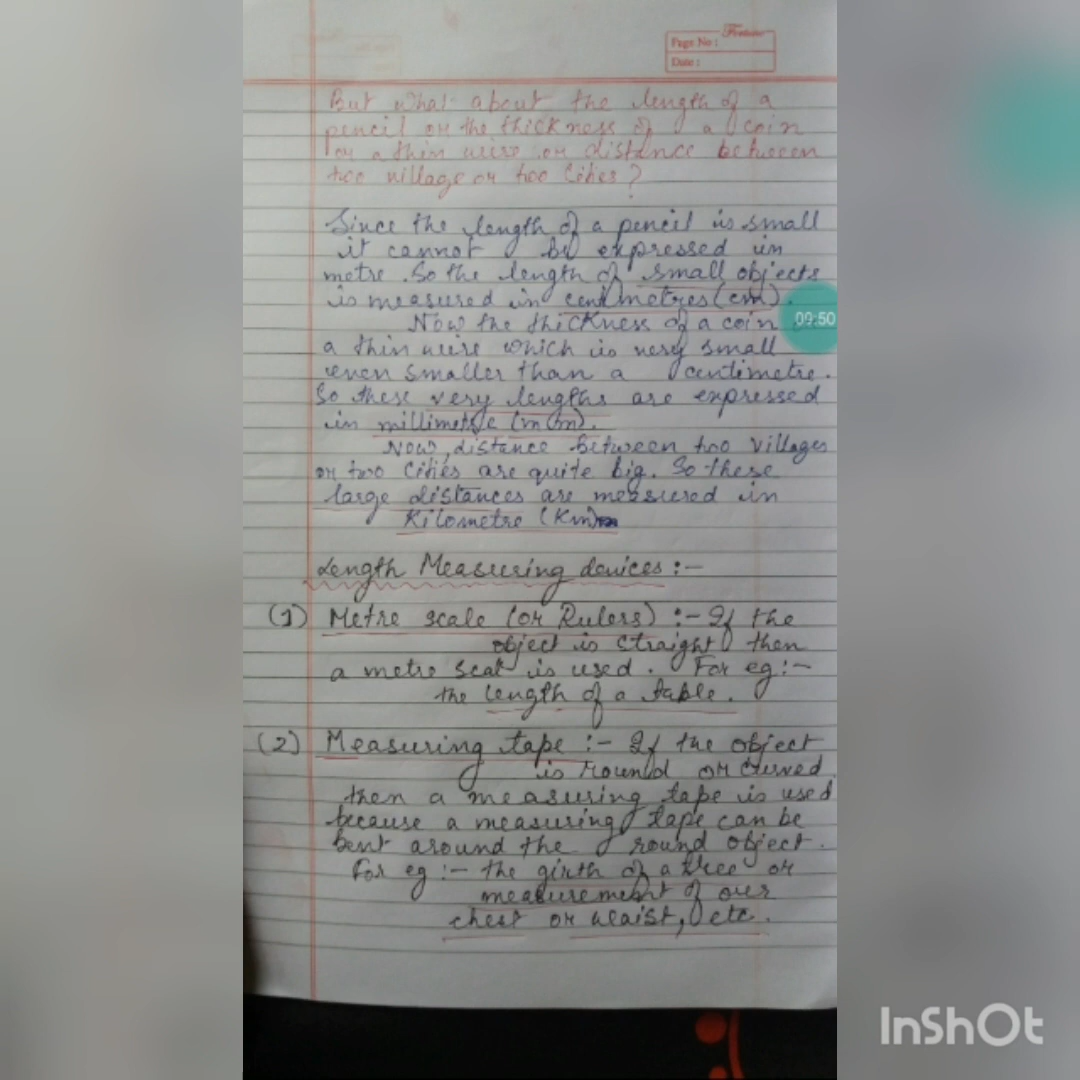 Page No :
Date :
But what about the length of a
pencil or the thickness of a coin
or a thin wire or distance between
two village or two cities?
Since the length of a pencil is small
it cannot be expressed in
metre. So the length of small objects
is measured in centimetres (cm).
09:50
Now the thickness of a coin
a thin wire which is very small
even smaller than a centimetre.
So these very lengths are expressed
in millimetre (mm).
Now, distance between two villages
or two cities are quite big. So these
large distances are measured in
Kilometre (Km)
Length Measuring devices :-
(1) Metre scale (or Rulers) :- If the
object is straight then
a metre scale is used. For eg:-
the length of a table.
(2) Measuring tape :- If the object
is round or curved
then a measuring tape is used
because a measuring tape can be
bent around the round object.
For eg :- the girth of a tree or
measurement of our
chest or waist, etc.
InShOt